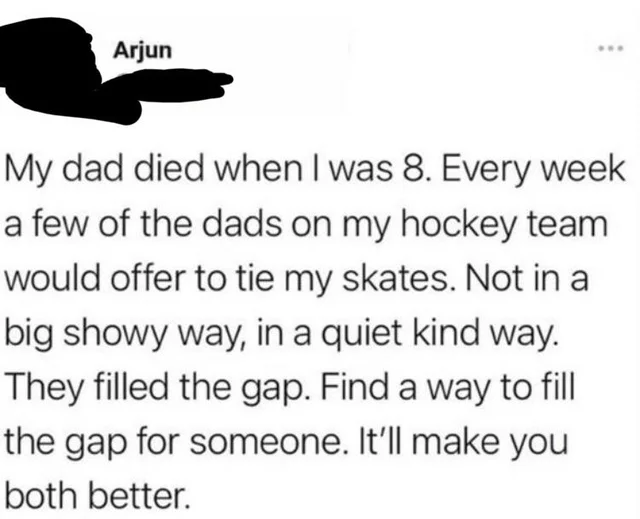 Arjun
My dad died when I was 8. Every week
a few of the dads on my hockey team
would offer to tie my skates. Not in a
big showy way, in a quiet kind way.
They filled the gap. Find a way to fill
the gap for someone. It'll make you
both better.